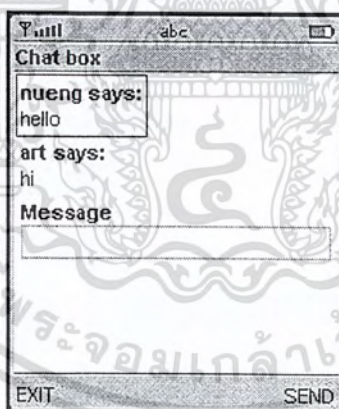 abc
Chat box
nueng says:
hello
art says:
hi
Message
EXIT SEND